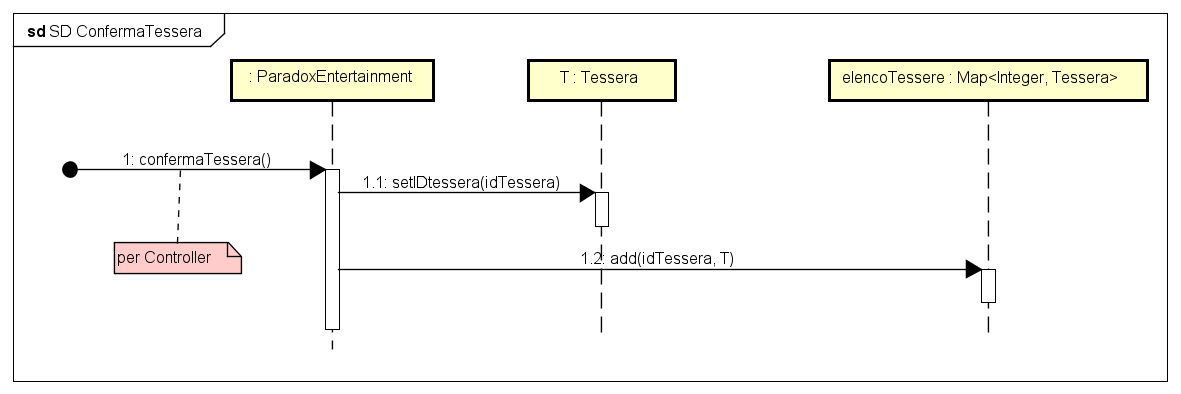 sd SD ConfermaTessera
: ParadoxEntertainment
T : Tessera
elencoTessere : Map<Integer, Tessera>
1: confermaTessera()
1.1: setIDtessera(idTessera)
per Controller
1.2: add(idTessera, T)